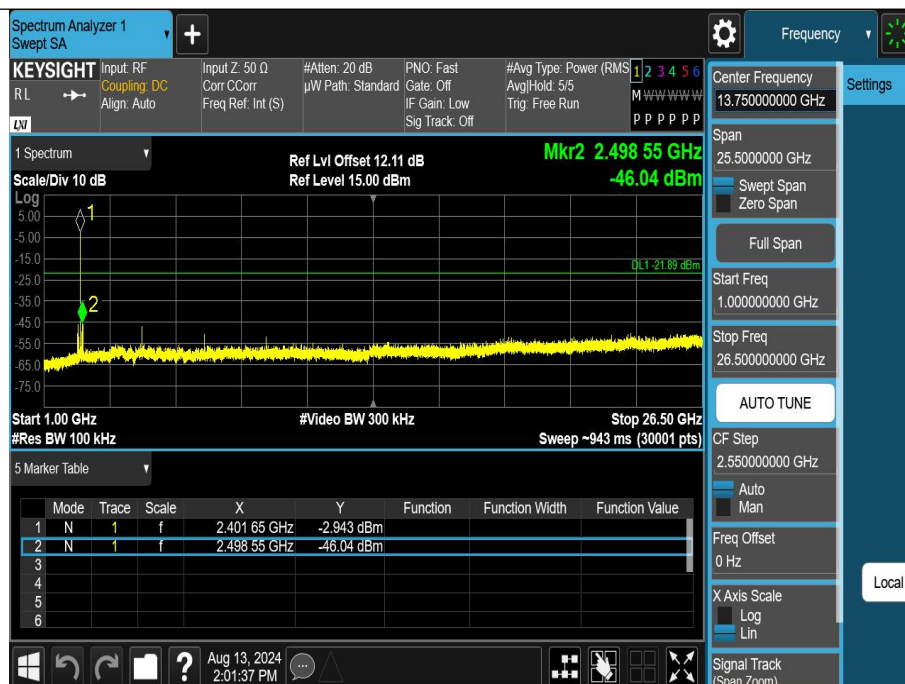 Spectrum Analyzer 1
Swept SA
+
Frequency
KEYSIGHT
RL
LXI
Input: RF
Coupling: DC
Align: Auto
Input Z: 50 Ω
Corr CCorr
Freq Ref: Int (S)
#Atten: 20 dB
µW Path: Standard
PNO: Fast
Gate: Off
IF Gain: Low
Sig Track: Off
#Avg Type: Power (RMS
Avg|Hold: 5/5
Trig: Free Run
1 2 3 4 5 6
M W W W W W
P P P P P P
1 Spectrum
Scale/Div 10 dB
Ref Lvl Offset 12.11 dB
Ref Level 15.00 dBm
Mkr2 2.498 55 GHz
-46.04 dBm
Log
5.00
-5.00
-15.0
-25.0
-35.0
-45.0
-55.0
-65.0
-75.0
1
2
DL1 -21.89 dBm
Start 1.00 GHz
#Res BW 100 kHz
#Video BW 300 kHz
Stop 26.50 GHz
Sweep ~943 ms (30001 pts)
5 Marker Table
Mode Trace Scale X Y Function Function Width Function Value
1 N 1 f 2.401 65 GHz -2.943 dBm
2 N 1 f 2.498 55 GHz -46.04 dBm
3
4
5
6
?
Aug 13, 2024
2:01:37 PM
Center Frequency
13.750000000 GHz
Span
25.5000000 GHz
Swept Span
Zero Span
Full Span
Start Freq
1.000000000 GHz
Stop Freq
26.500000000 GHz
AUTO TUNE
CF Step
2.550000000 GHz
Auto
Man
Freq Offset
0 Hz
X Axis Scale
Log
Lin
Signal Track
(Span Zoom)
Settings
Local